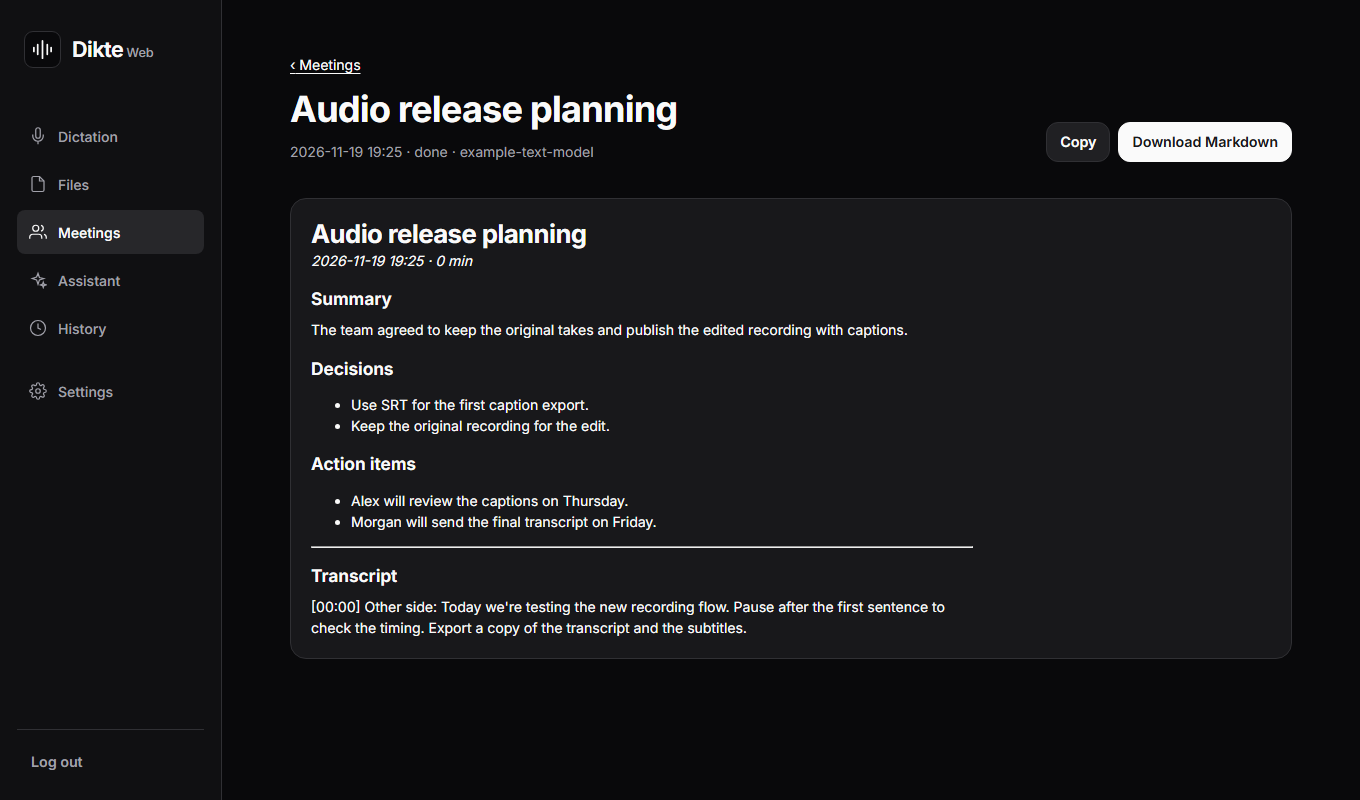 Dikte Web
Dictation
Files
Meetings
Assistant
History
Settings
Log out
‹ Meetings
Audio release planning
2026-11-19 19:25 · done · example-text-model
Copy
Download Markdown
Audio release planning
2026-11-19 19:25 · 0 min
Summary
The team agreed to keep the original takes and publish the edited recording with captions.
Decisions
• Use SRT for the first caption export.
• Keep the original recording for the edit.
Action items
• Alex will review the captions on Thursday.
• Morgan will send the final transcript on Friday.
Transcript
[00:00] Other side: Today we're testing the new recording flow. Pause after the first sentence to
check the timing. Export a copy of the transcript and the subtitles.